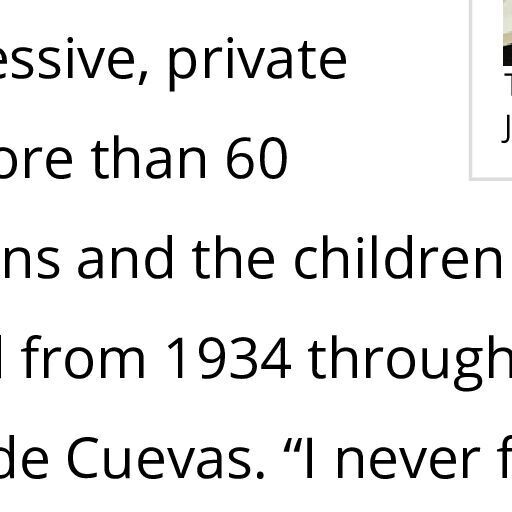 essive, private
ore than 60
ns and the children
from 1934 through
de Cuevas. “I never f